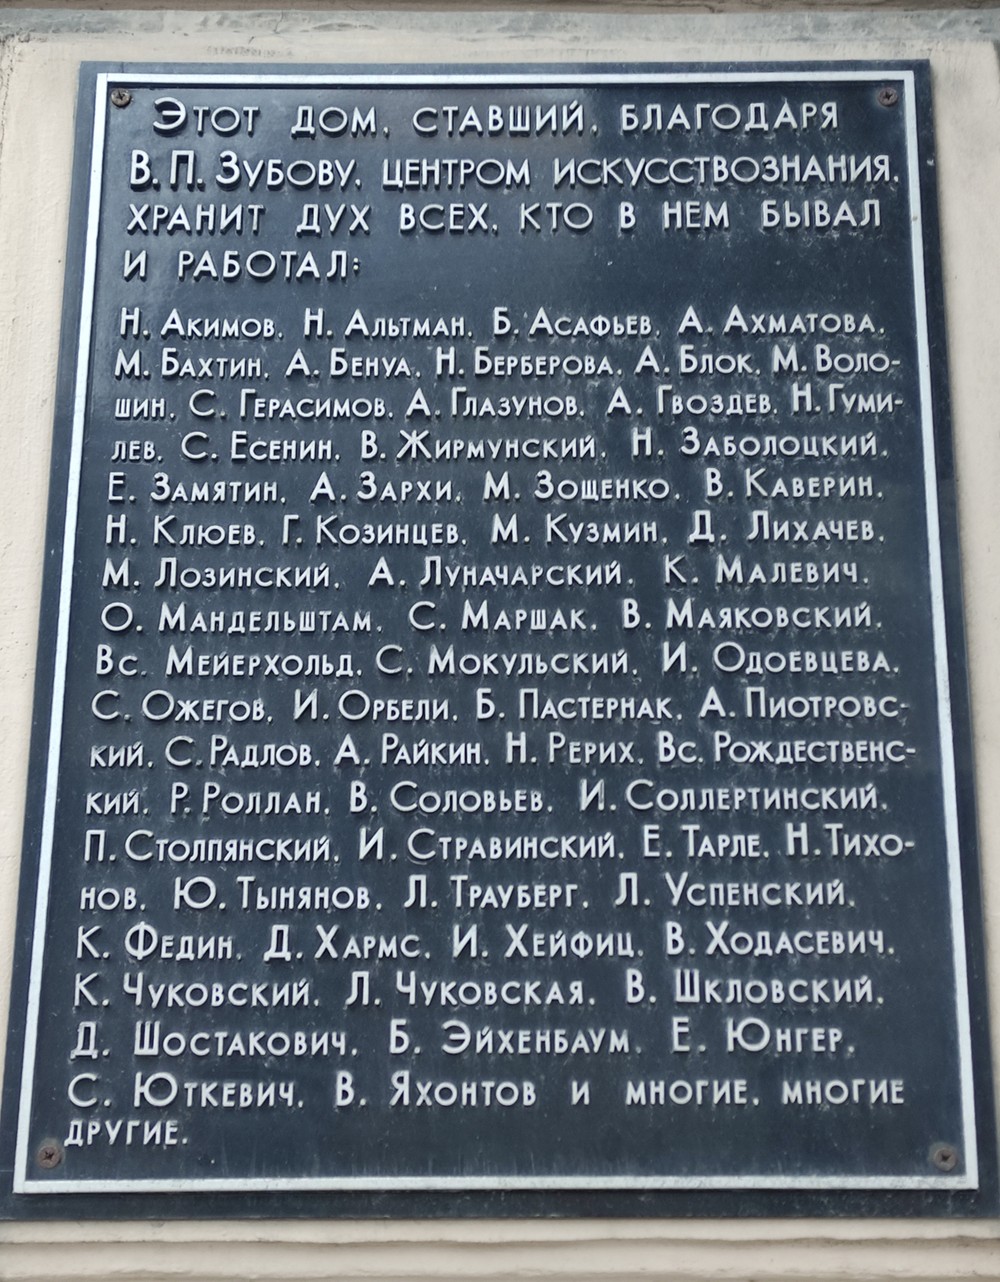 Этот дом, ставший, благодаря
В. П. Зубову, центром искусствознания,
хранит дух всех, кто в нем бывал
и работал:
Н. Акимов, Н. Альтман, Б. Асафьев, А. Ахматова,
М. Бахтин, А. Бенуа, Н. Берберова, А. Блок, М. Воло-
шин, С. Герасимов, А. Глазунов, А. Гвоздев, Н. Гуми-
лев, С. Есенин, В. Жирмунский, Н. Заболоцкий,
Е. Замятин, А. Зархи, М. Зощенко, В. Каверин,
Н. Клюев, Г. Козинцев, М. Кузмин, Д. Лихачев,
М. Лозинский, А. Луначарский, К. Малевич,
О. Мандельштам, С. Маршак, В. Маяковский,
Вс. Мейерхольд, С. Мокульский, И. Одоевцева,
С. Ожегов, И. Орбели, Б. Пастернак, А. Пиотровс-
кий, С. Радлов, А. Райкин, Н. Рерих, Вс. Рождественс-
кий, Р. Роллан, В. Соловьев, И. Соллертинский,
П. Столпянский, И. Стравинский, Е. Тарле, Н. Тихо-
нов, Ю. Тынянов, Л. Трауберг, Л. Успенский,
К. Федин, Д. Хармс, И. Хейфиц, В. Ходасевич,
К. Чуковский, Л. Чуковская, В. Шкловский,
Д. Шостакович, Б. Эйхенбаум, Е. Юнгер,
С. Юткевич, В. Яхонтов и многие, многие
другие.